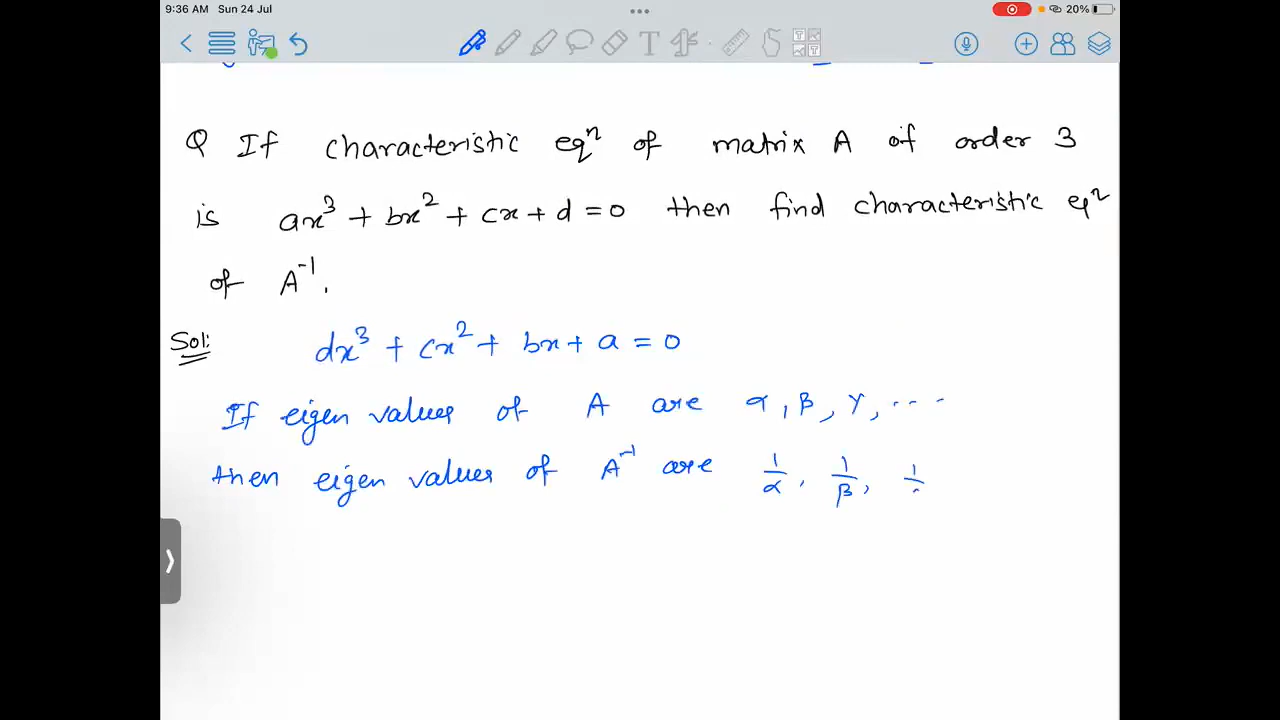 9:36 AM Sun 24 Jul
20%
Q If characteristic eqⁿ of matrix A of order 3
is ax³ + bx² + cx + d = 0 then find characteristic eqⁿ
of A⁻¹.
Sol: dx³ + cx² + bx + a = 0
If eigen values of A are α, β, γ, ...
then eigen values of A⁻¹ are 1/α, 1/β, 1/